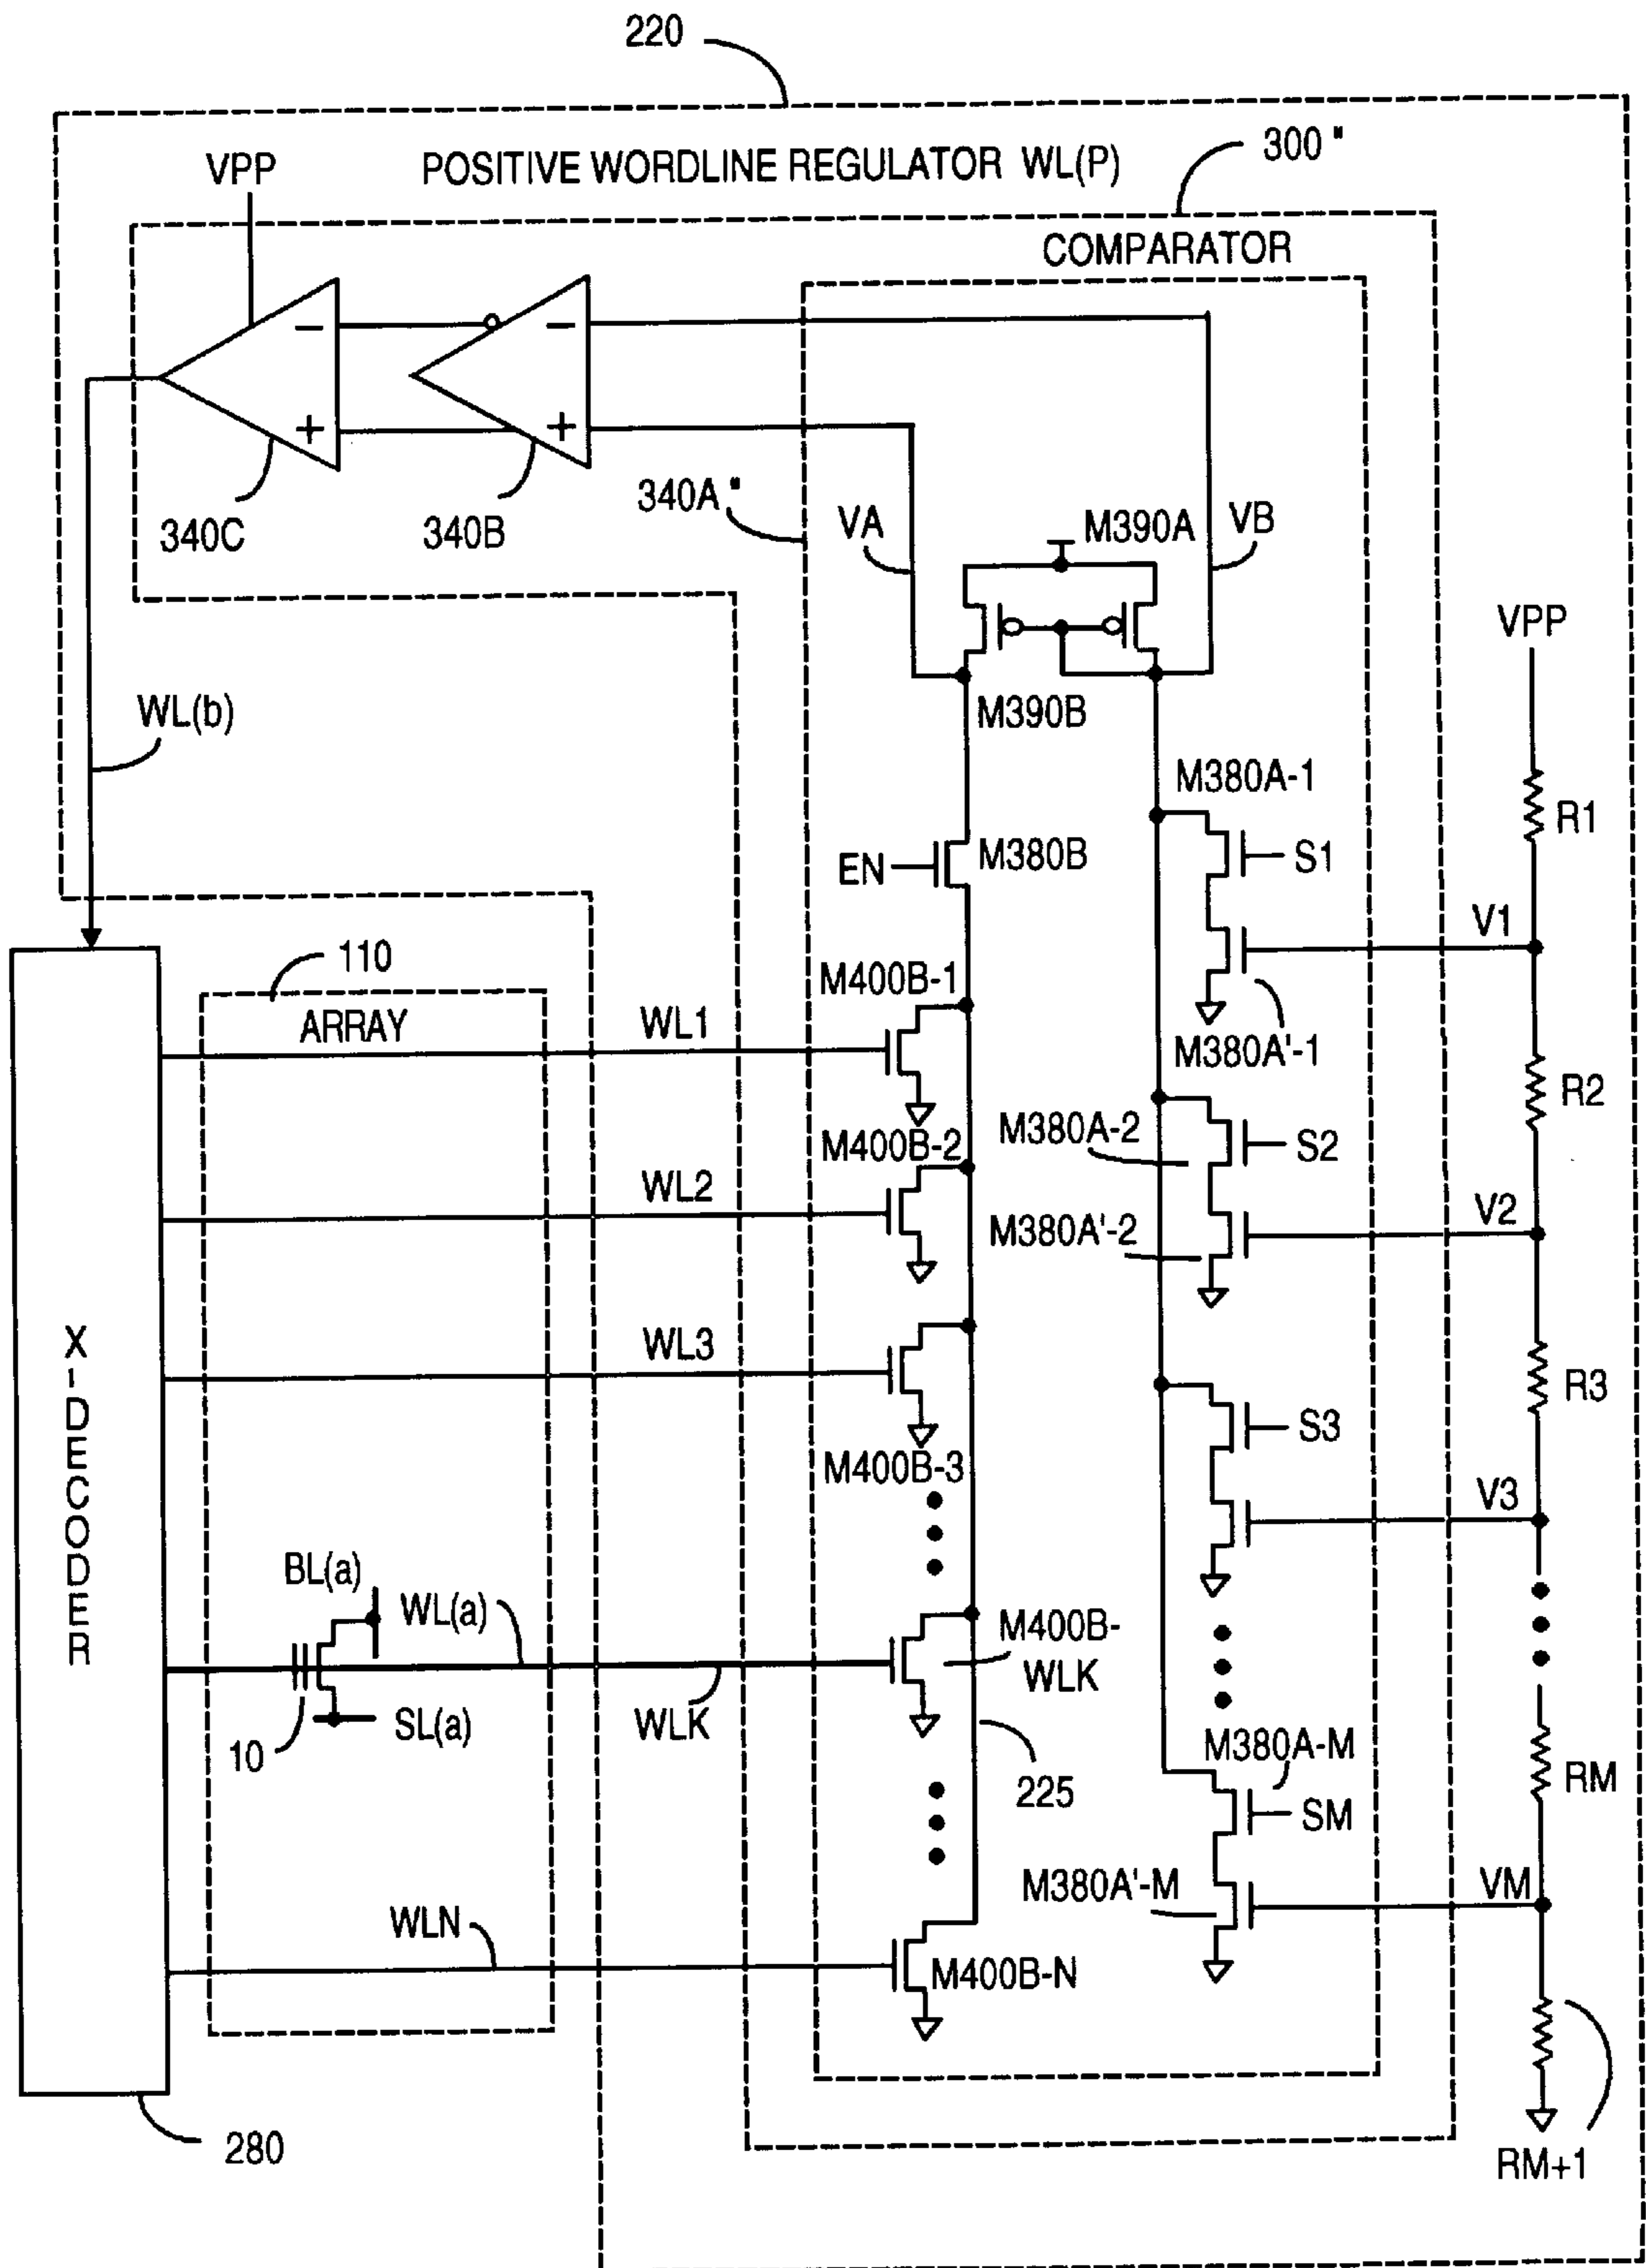 220
POSITIVE WORDLINE REGULATOR WL(P)
300"
VPP
COMPARATOR
−
−
+
+
340C
340B
340A"
VA
M390A
VB
VPP
WL(b)
M390B
M380A-1
R1
EN
M380B
S1
V1
110
ARRAY
M400B-1
WL1
M380A'-1
R2
M400B-2
M380A-2
S2
WL2
M380A'-2
V2
X-DECODER
WL3
R3
S3
M400B-3
V3
BL(a)
WL(a)
M400B-
WLK
WLK
SL(a)
10
M380A-M
RM
225
SM
M380A'-M
VM
WLN
M400B-N
280
RM+1